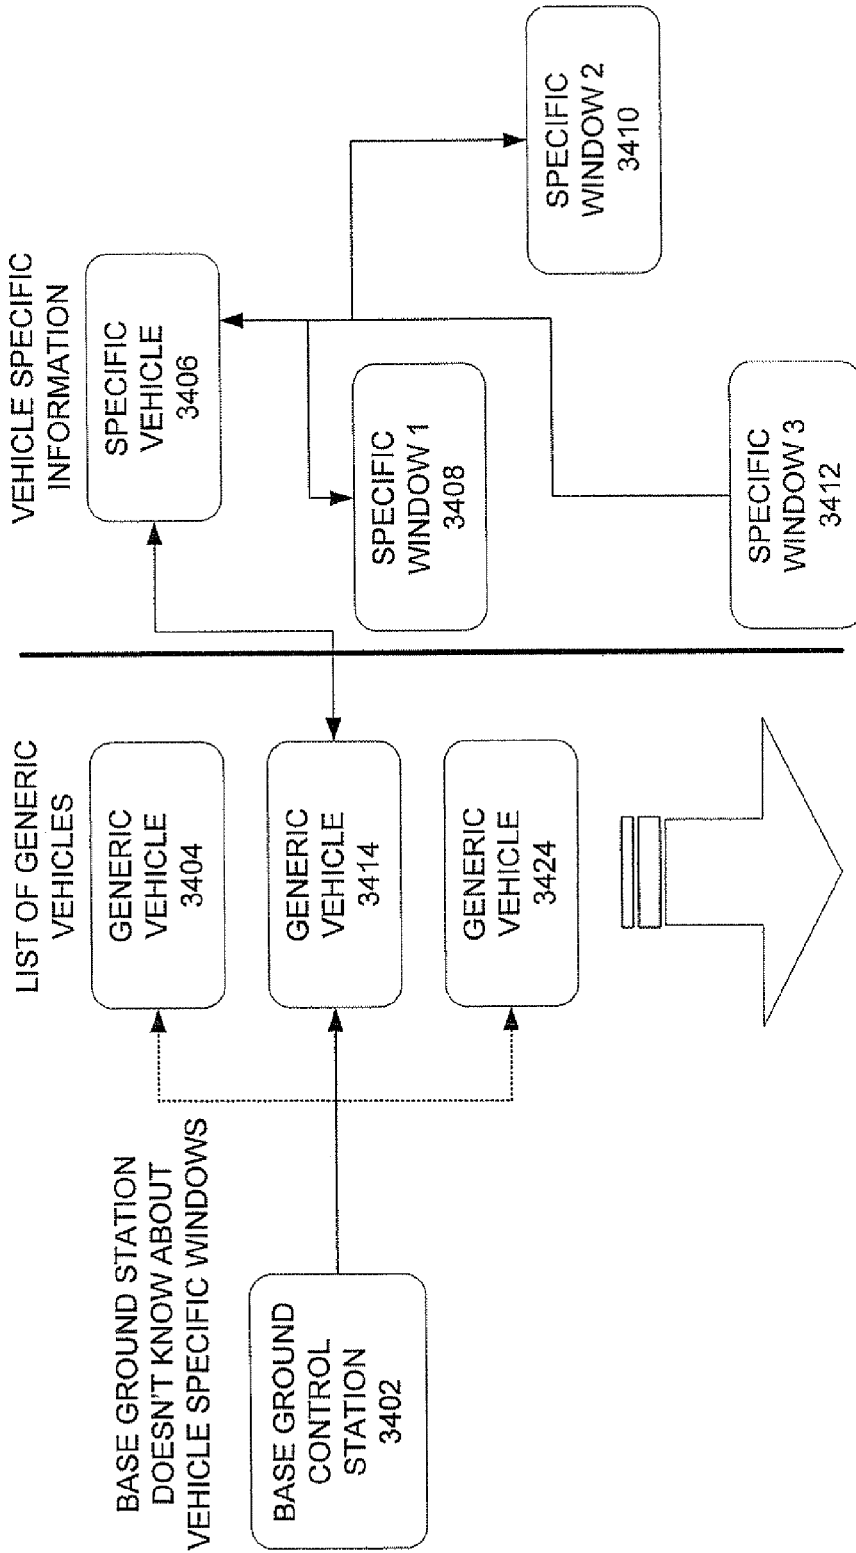 BASE GROUND STATION
DOESN'T KNOW ABOUT
VEHICLE SPECIFIC WINDOWS
BASE GROUND
CONTROL
STATION
3402
LIST OF GENERIC
VEHICLES
GENERIC
VEHICLE
3404
GENERIC
VEHICLE
3414
GENERIC
VEHICLE
3424
VEHICLE SPECIFIC
INFORMATION
SPECIFIC
VEHICLE
3406
SPECIFIC
WINDOW 1
3408
SPECIFIC
WINDOW 2
3410
SPECIFIC
WINDOW 3
3412